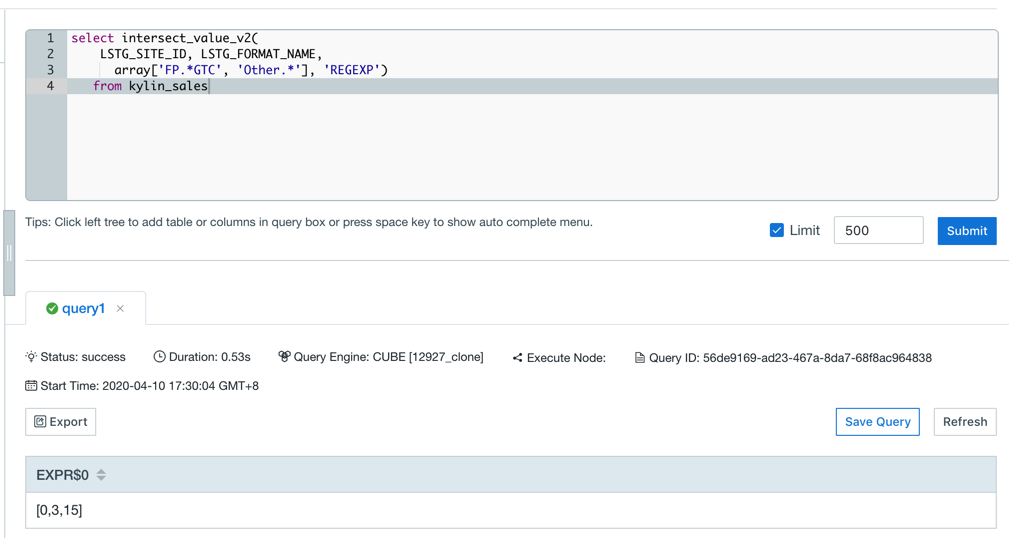 1 select intersect_value_v2(
2 LSTG_SITE_ID, LSTG_FORMAT_NAME,
3 array['FP.*GTC', 'Other.*'], 'REGEXP')
4 from kylin_sales
Tips: Click left tree to add table or columns in query box or press space key to show auto complete menu.
Limit 500 Submit
query1 ×
Status: success Duration: 0.53s Query Engine: CUBE [12927_clone] Execute Node: Query ID: 56de9169-ad23-467a-8da7-68f8ac964838
Start Time: 2020-04-10 17:30:04 GMT+8
Export Save Query Refresh
EXPR$0
[0,3,15]